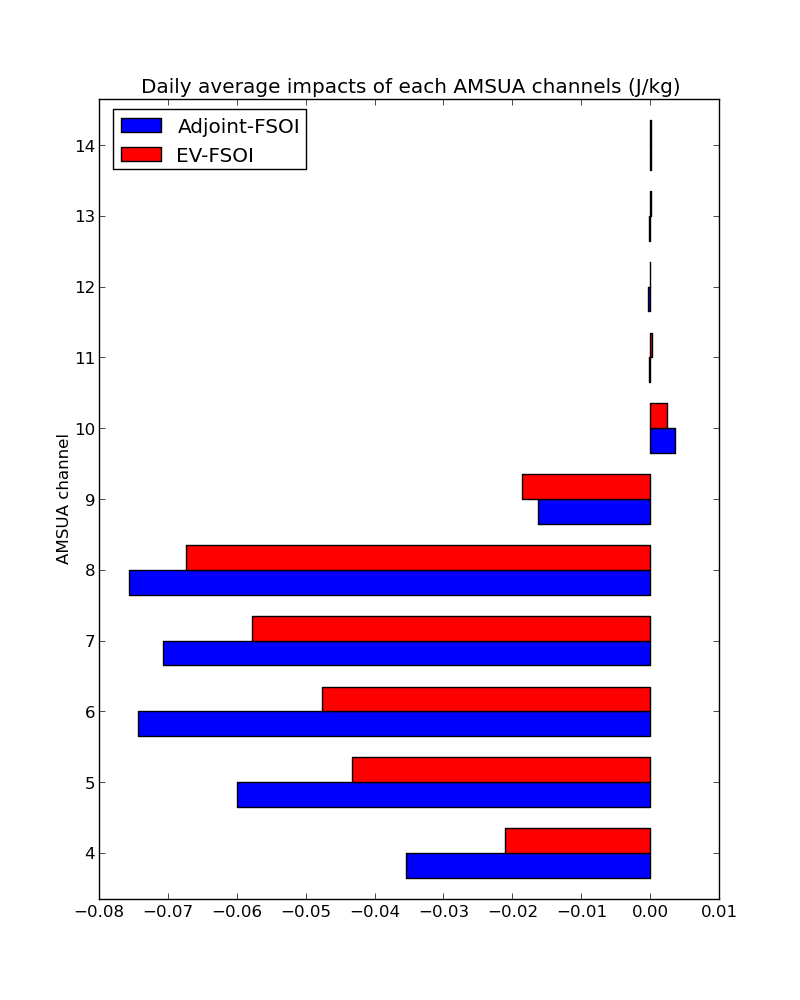 Daily average impacts of each AMSUA channels (J/kg)
Adjoint-FSOI
EV-FSOI
14
13
12
11
10
9
8
7
6
5
4
AMSUA channel
−0.08 −0.07 −0.06 −0.05 −0.04 −0.03 −0.02 −0.01 0.00 0.01